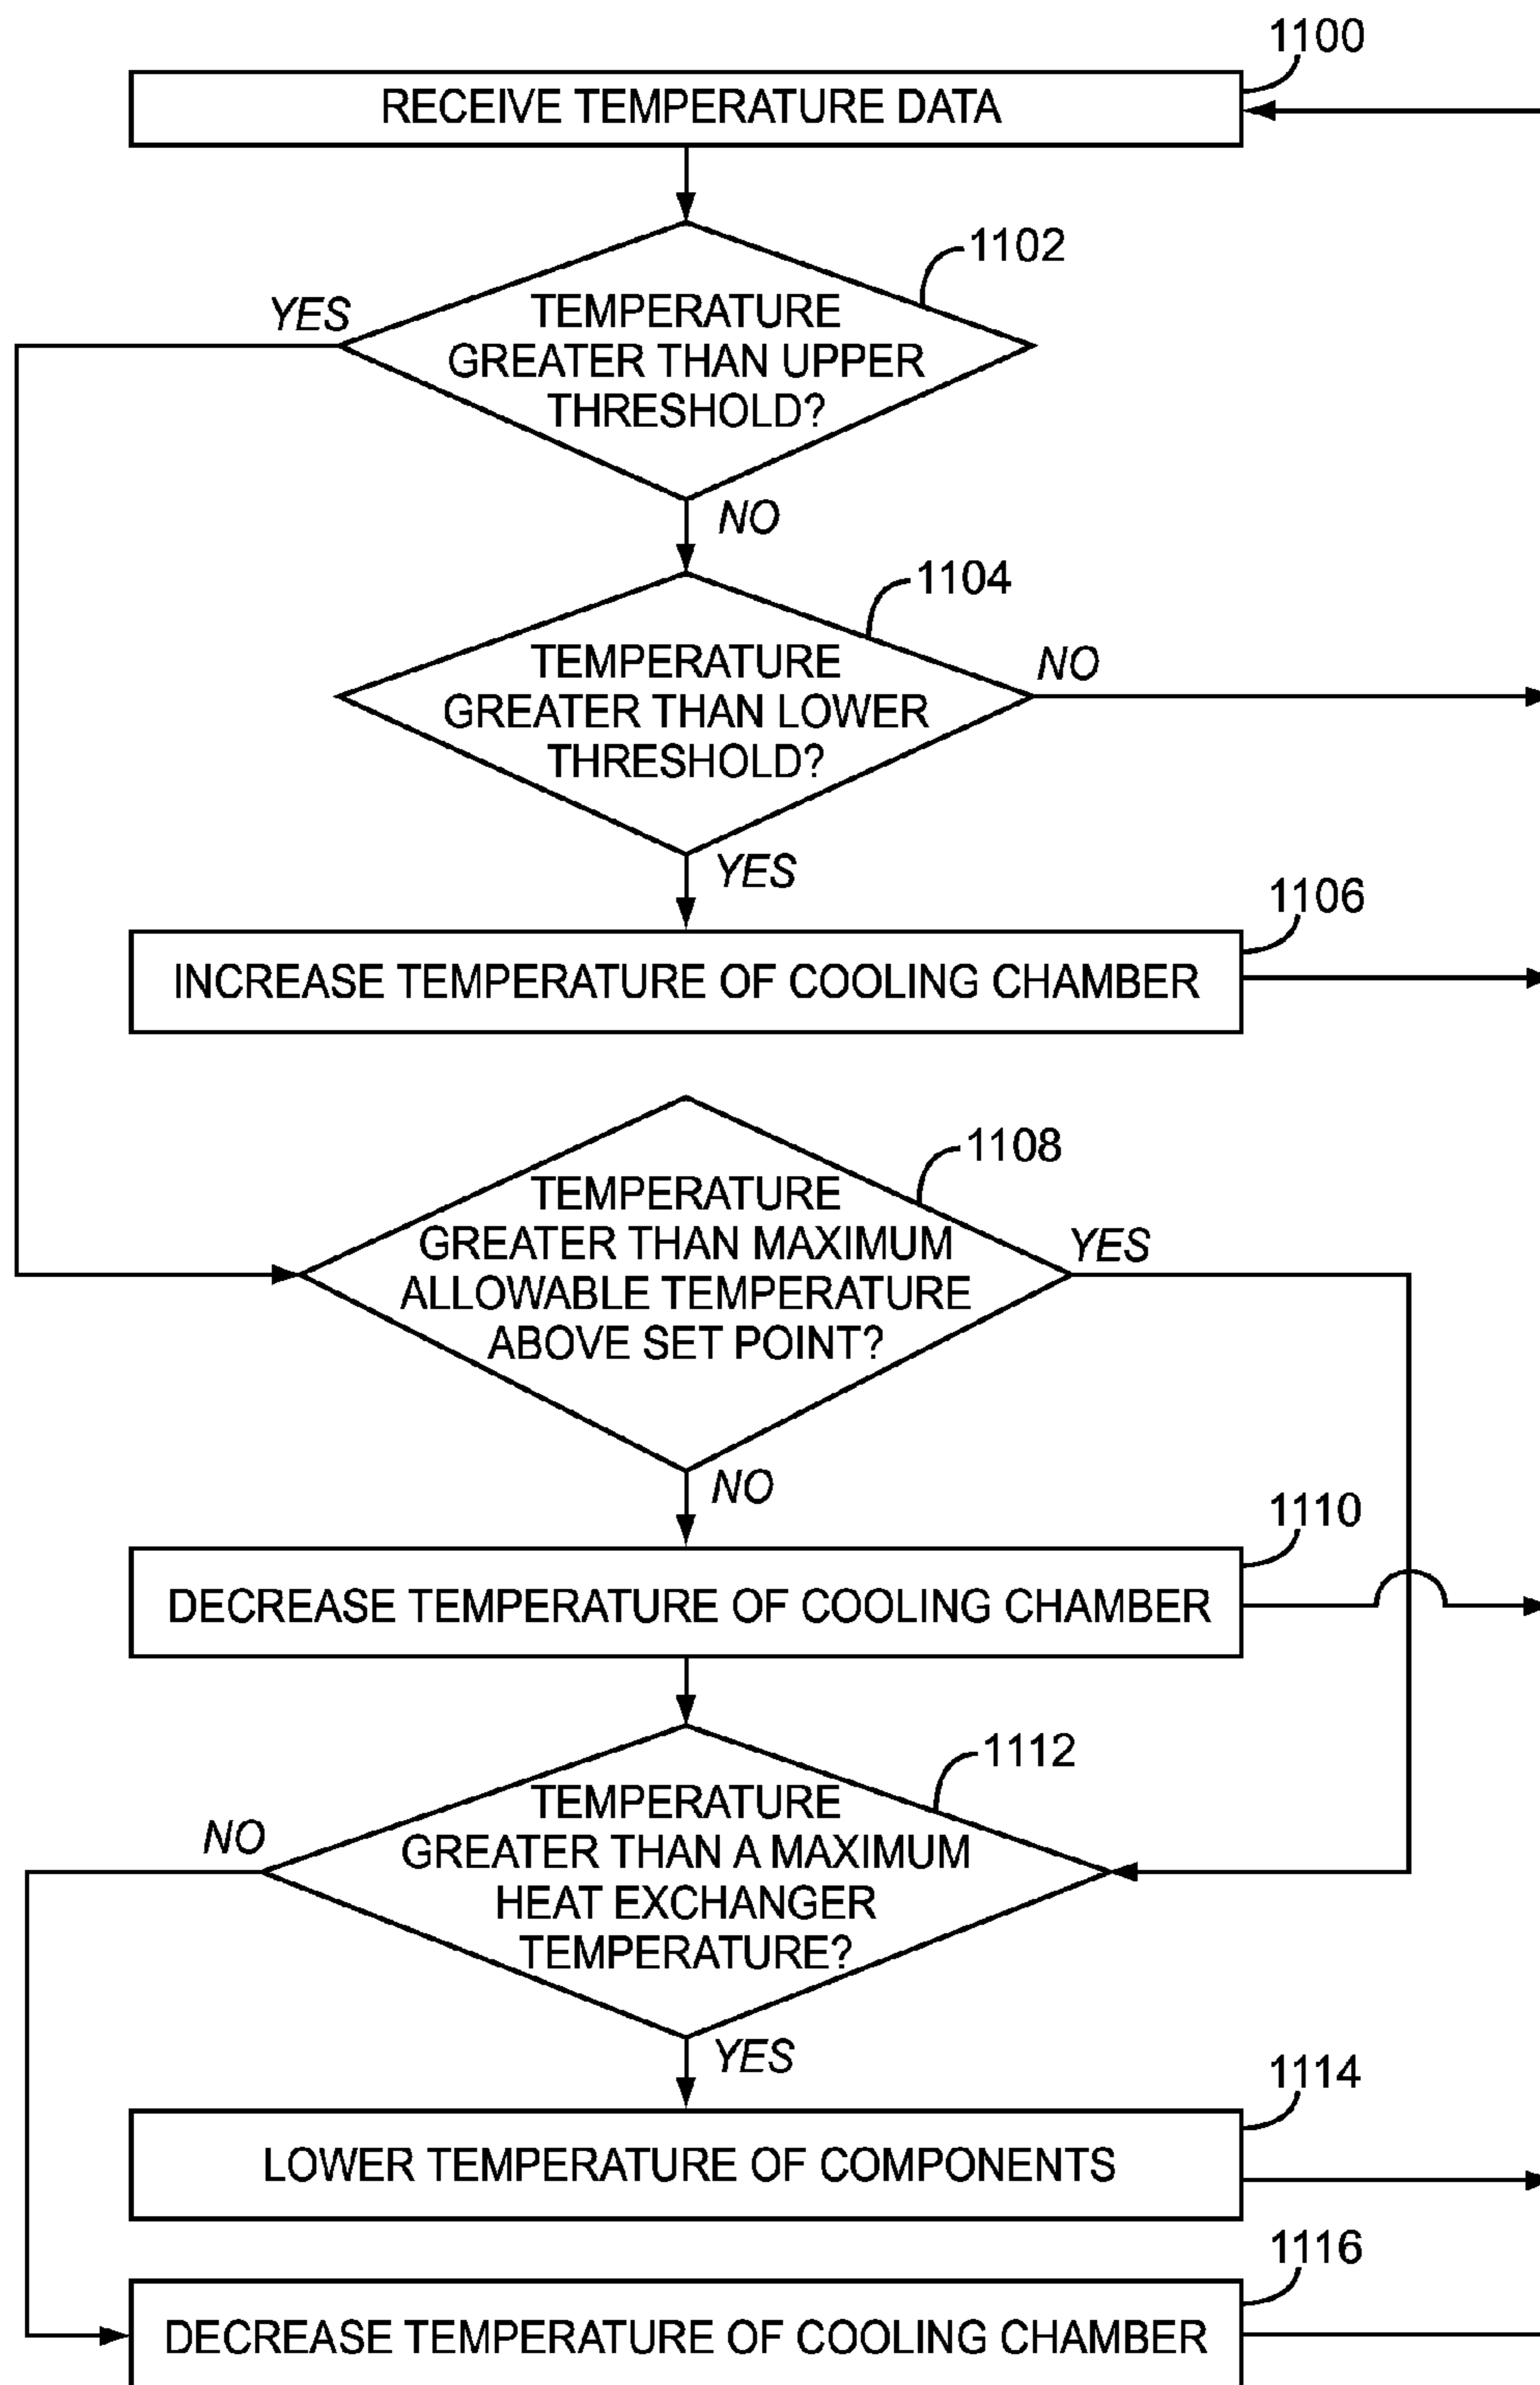 1100
RECEIVE TEMPERATURE DATA
1102
YES
TEMPERATURE
GREATER THAN UPPER
THRESHOLD?
NO
1104
TEMPERATURE
GREATER THAN LOWER
THRESHOLD?
NO
YES
1106
INCREASE TEMPERATURE OF COOLING CHAMBER
1108
TEMPERATURE
GREATER THAN MAXIMUM
ALLOWABLE TEMPERATURE
ABOVE SET POINT?
YES
NO
1110
DECREASE TEMPERATURE OF COOLING CHAMBER
1112
TEMPERATURE
GREATER THAN A MAXIMUM
HEAT EXCHANGER
TEMPERATURE?
NO
YES
1114
LOWER TEMPERATURE OF COMPONENTS
1116
DECREASE TEMPERATURE OF COOLING CHAMBER